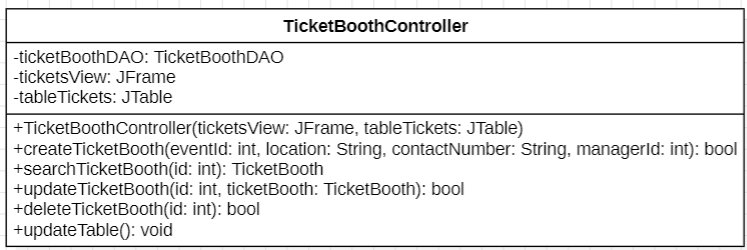 TicketBoothController
-ticketBoothDAO: TicketBoothDAO
-ticketsView: JFrame
-tableTickets: JTable
+TicketBoothController(ticketsView: JFrame, tableTickets: JTable)
+createTicketBooth(eventId: int, location: String, contactNumber: String, managerId: int): bool
+searchTicketBooth(id: int): TicketBooth
+updateTicketBooth(id: int, ticketBooth: TicketBooth): bool
+deleteTicketBooth(id: int): bool
+updateTable(): void